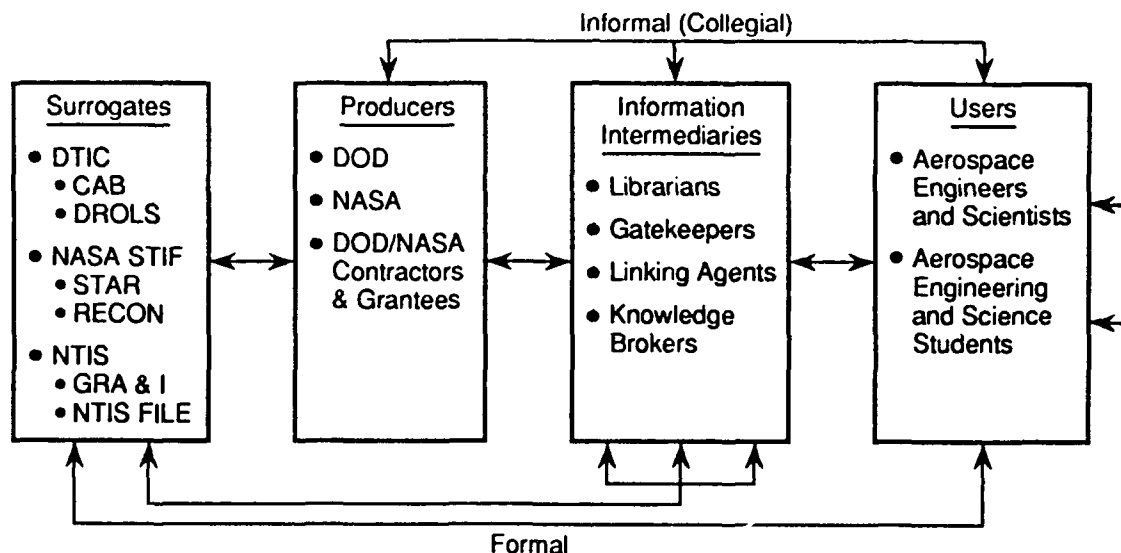 Informal (Collegial)
Surrogates
• DTIC
• CAB
• DROLS
• NASA STIF
• STAR
• RECON
• NTIS
• GRA & I
• NTIS FILE
Producers
• DOD
• NASA
• DOD/NASA
Contractors
& Grantees
Information
Intermediaries
• Librarians
• Gatekeepers
• Linking Agents
• Knowledge
Brokers
Users
• Aerospace
Engineers
and Scientists
• Aerospace
Engineering
and Science
Students
Formal